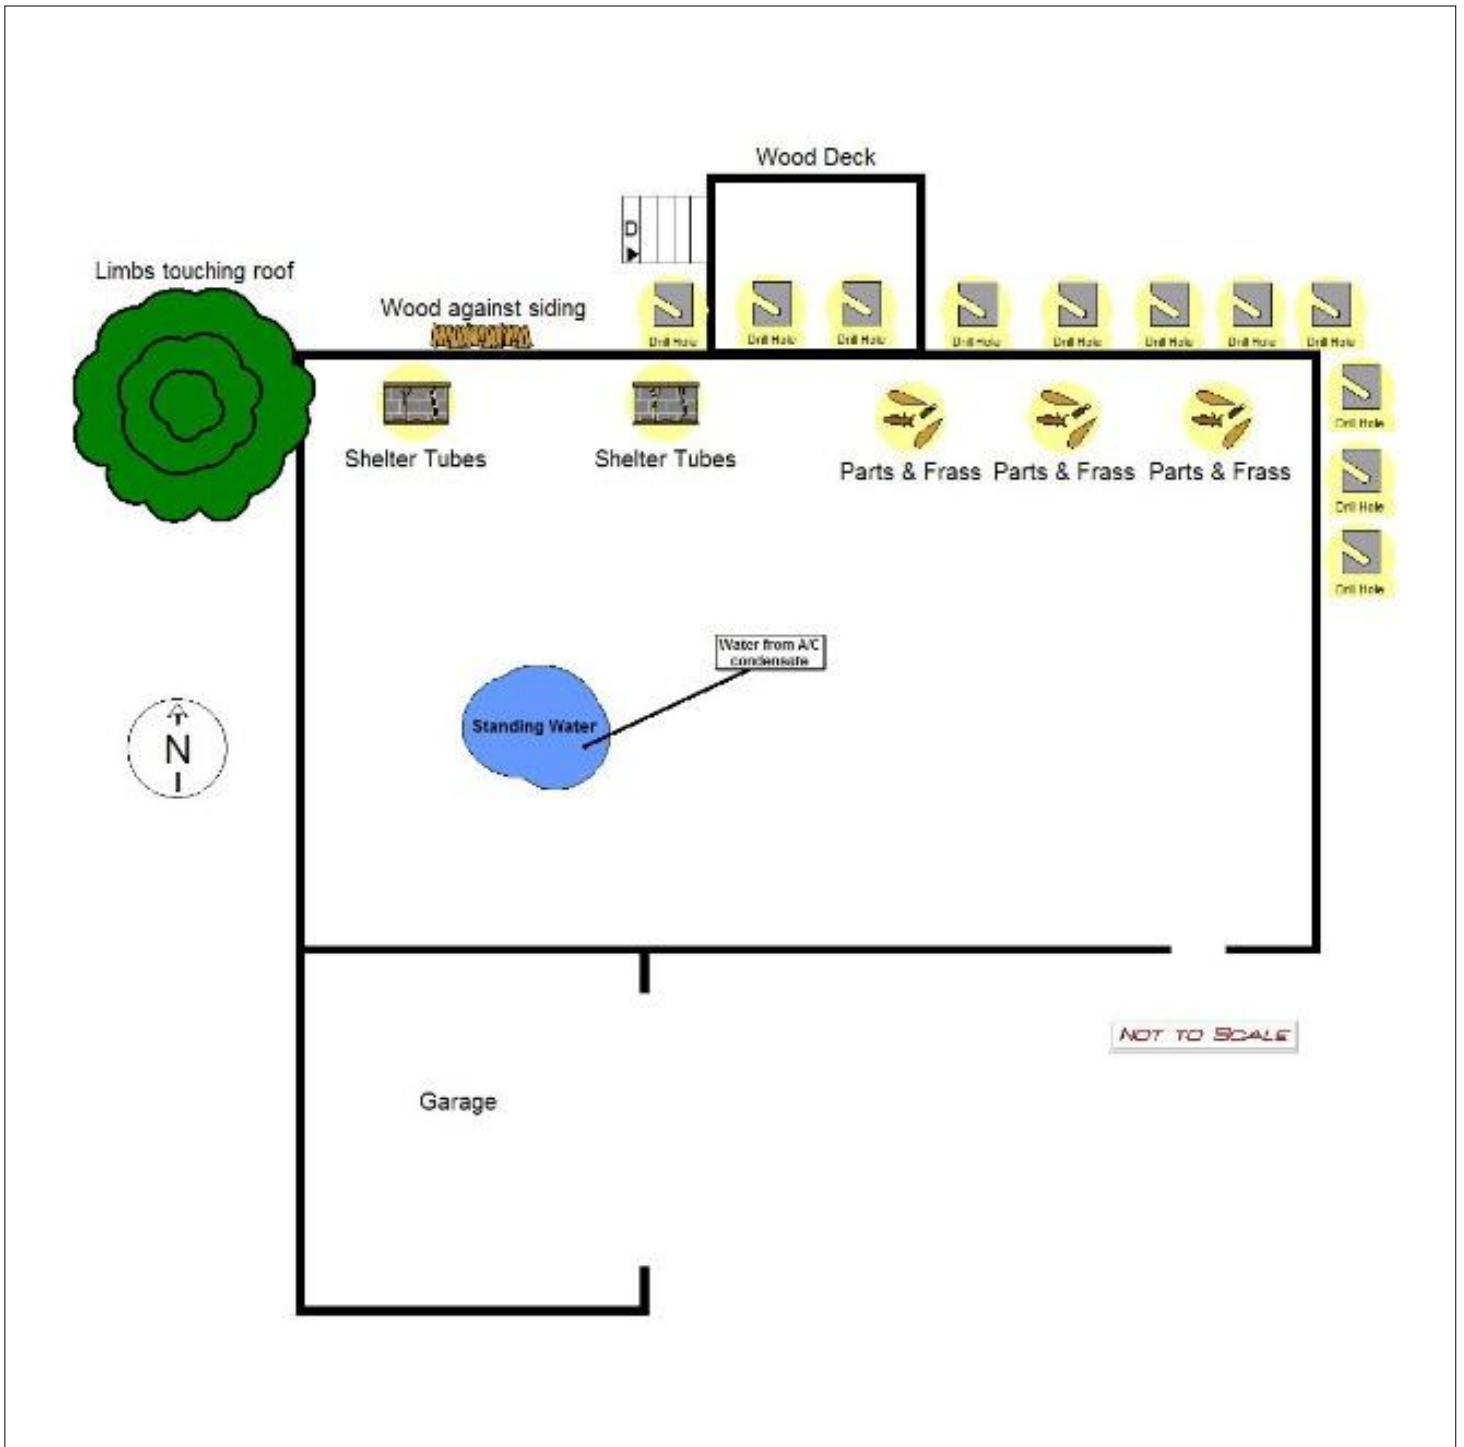 Wood Deck
D
Limbs touching roof
Wood against siding
Drill Hole
Drill Hole
Drill Hole
Drill Hole
Drill Hole
Drill Hole
Drill Hole
Drill Hole
Drill Hole
Shelter Tubes
Shelter Tubes
Parts & Frass
Parts & Frass
Parts & Frass
Drill Hole
Drill Hole
Water from A/C
condensate
Standing Water
N
NOT TO SCALE
Garage